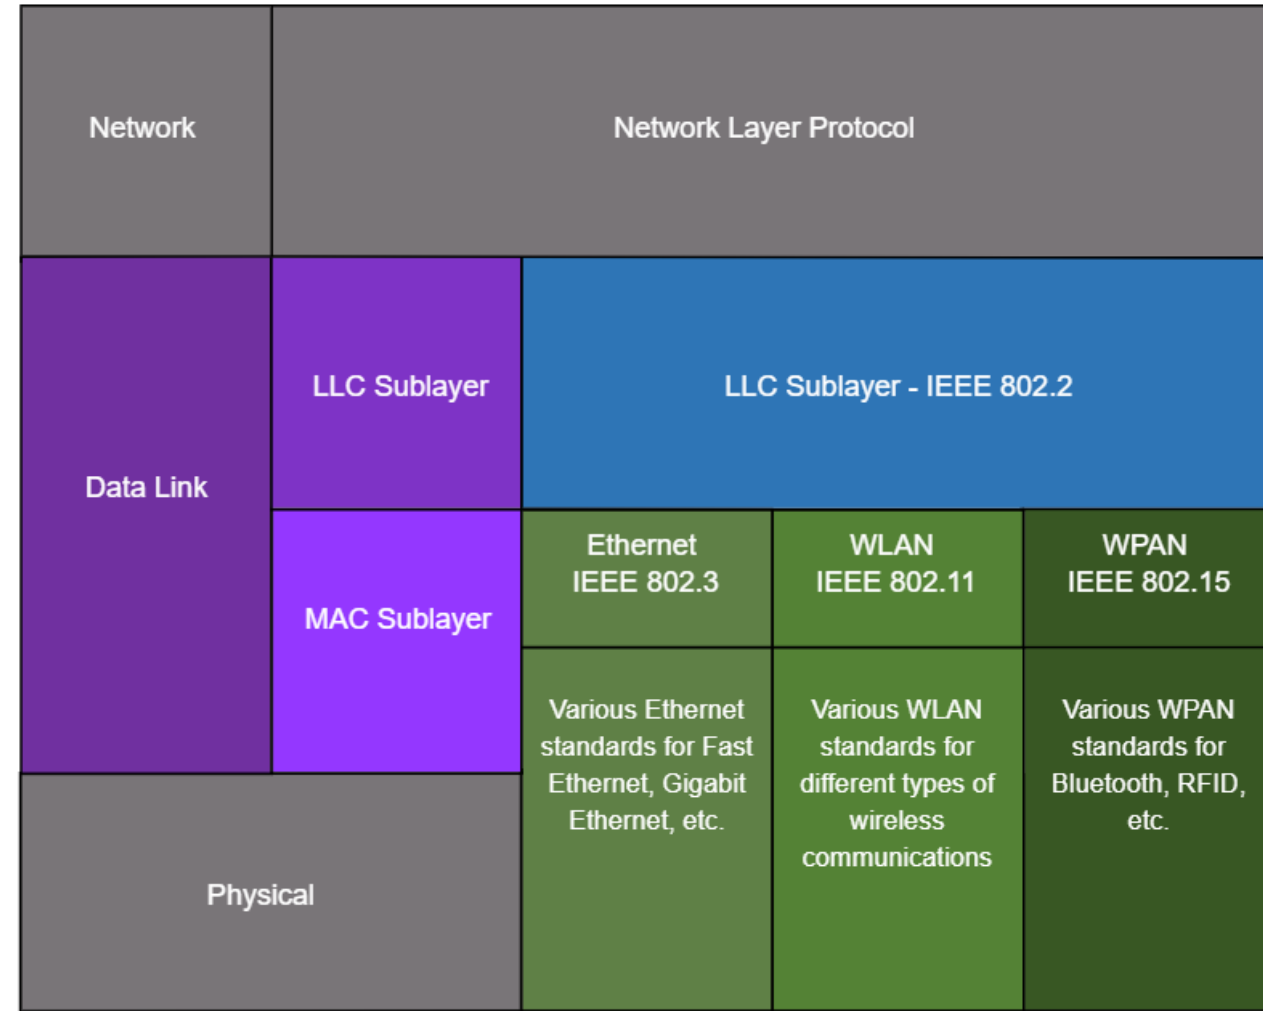 Network
Network Layer Protocol
Data Link
LLC Sublayer
LLC Sublayer - IEEE 802.2
MAC Sublayer
Ethernet
IEEE 802.3
WLAN
IEEE 802.11
WPAN
IEEE 802.15
Various Ethernet
standards for Fast
Ethernet, Gigabit
Ethernet, etc.
Various WLAN
standards for
different types of
wireless
communications
Various WPAN
standards for
Bluetooth, RFID,
etc.
Physical